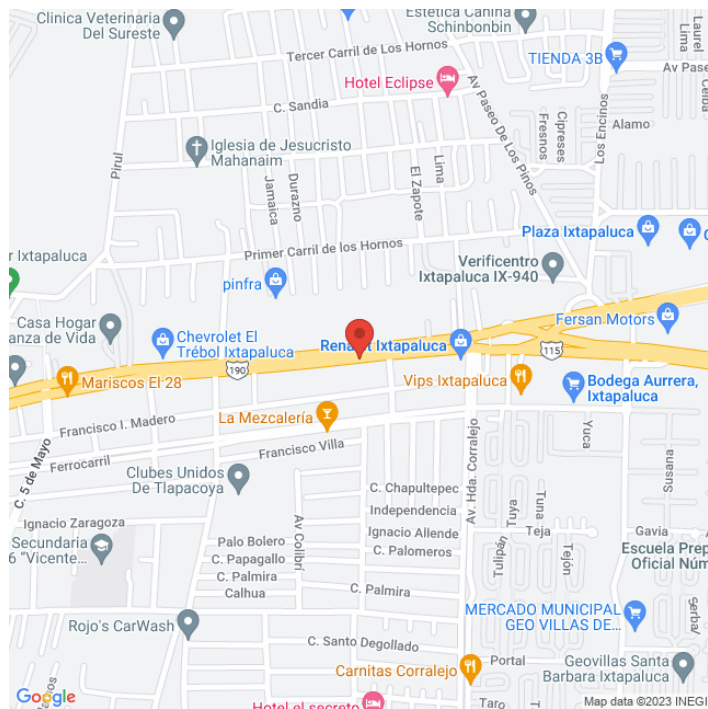 Clinica Veterinaria
Del Sureste
Estética Canina
Schinbonbin
Laurel
Lima
Tercer Carril de Los Hornos
TIENDA 3B
Av Paseo
Ceiba
Hotel Eclipse
C. Sandia
Av Paseo De Los Pinos
Fresnos
Cipreses
Alamo
Los Encinos
Pirul
Iglesia de Jesucristo
Mahanaim
Jamaica
Durazno
El Zapote
Lima
Plaza Ixtapaluca
C
Primer Carril de los Hornos
r Ixtapaluca
Verificentro
Ixtapaluca IX-940
pinfra
Casa Hogar
anza de Vida
Chevrolet El
Trébol Ixtapaluca
Fersan Motors
Ixtapaluca
190
115
Mariscos El 28
Vips Ixtapaluca
Bodega Aurrera,
Ixtapaluca
La Mezcalería
Francisco I. Madero
Ferrocarril
Francisco Villa
C. 5 de Mayo
Av. Hda. Corralejo
Yuca
Susana
Clubes Unidos
De Tlapacoya
C. Chapultepec
Independencia
Ignacio Zaragoza
Ignacio Allende
Tulipán
Tuya
Tuna
Teja
Tejón
Gavia
Secundaria
6 "Vicente...
Av Colibrí
Palo Bolero
C. Papagallo
C. Palmira
Calhua
C. Palomeros
C. Palmira
Escuela Prep
Oficial Núm
Rojo's CarWash
MERCADO MUNICIPAL
GEO VILLAS DE...
C. Santo Degollado
Carnitas Corralejo
Portal
Geovillas Santa
Barbara Ixtapaluca
Taro
Hotel el secreto
Google
Map data ©2023 INEGI